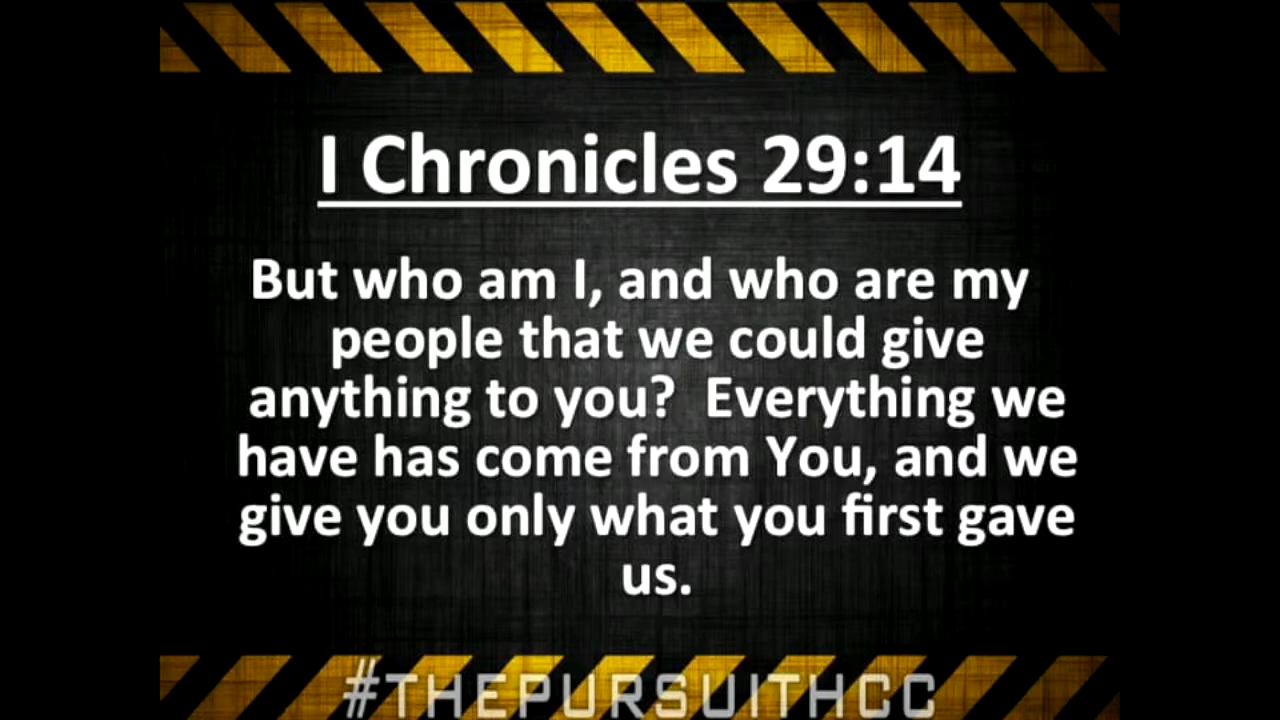 I Chronicles 29:14
But who am I, and who are my
people that we could give
anything to you?  Everything we
have has come from You, and we
give you only what you first gave
us.
#THEPURSUITHCC